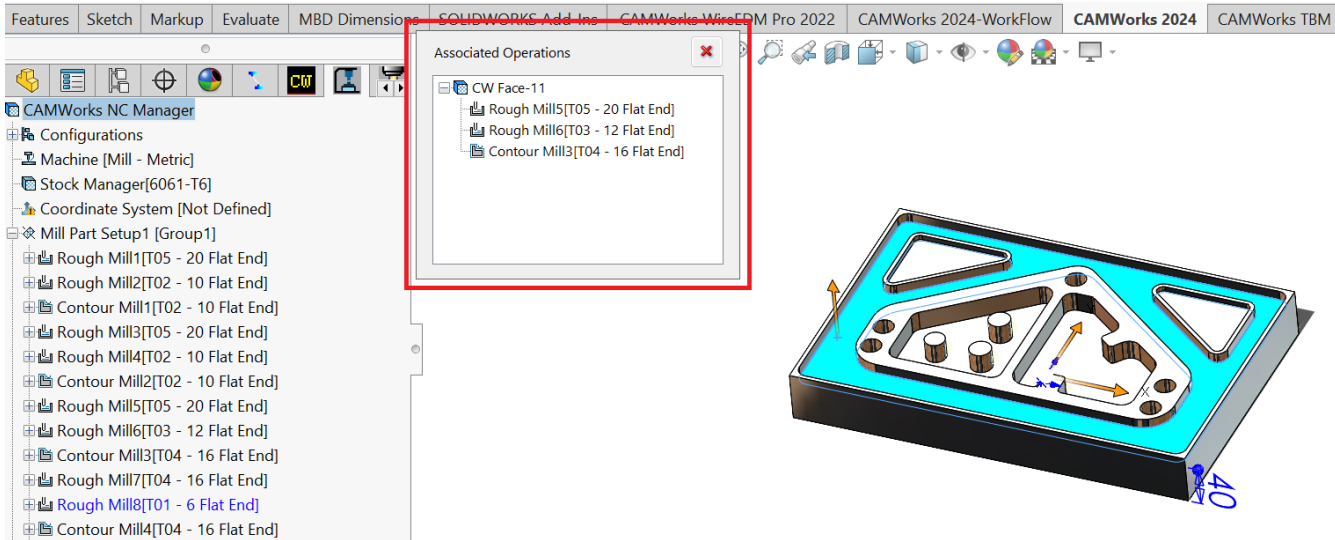 Features Sketch Markup Evaluate MBD Dimensions SOLIDWORKS Add-Ins CAMWorks WireEDM Pro 2022 CAMWorks 2024-WorkFlow CAMWorks 2024 CAMWorks TBM
Associated Operations
CW Face-11
Rough Mill5[T05 - 20 Flat End]
Rough Mill6[T03 - 12 Flat End]
Contour Mill3[T04 - 16 Flat End]
CW
CAMWorks NC Manager
Configurations
Machine [Mill - Metric]
Stock Manager[6061-T6]
Coordinate System [Not Defined]
Mill Part Setup1 [Group1]
Rough Mill1[T05 - 20 Flat End]
Rough Mill2[T02 - 10 Flat End]
Contour Mill1[T02 - 10 Flat End]
Rough Mill3[T05 - 20 Flat End]
Rough Mill4[T02 - 10 Flat End]
Contour Mill2[T02 - 10 Flat End]
Rough Mill5[T05 - 20 Flat End]
Rough Mill6[T03 - 12 Flat End]
Contour Mill3[T04 - 16 Flat End]
Rough Mill7[T04 - 16 Flat End]
Rough Mill8[T01 - 6 Flat End]
Contour Mill4[T04 - 16 Flat End]
X
40